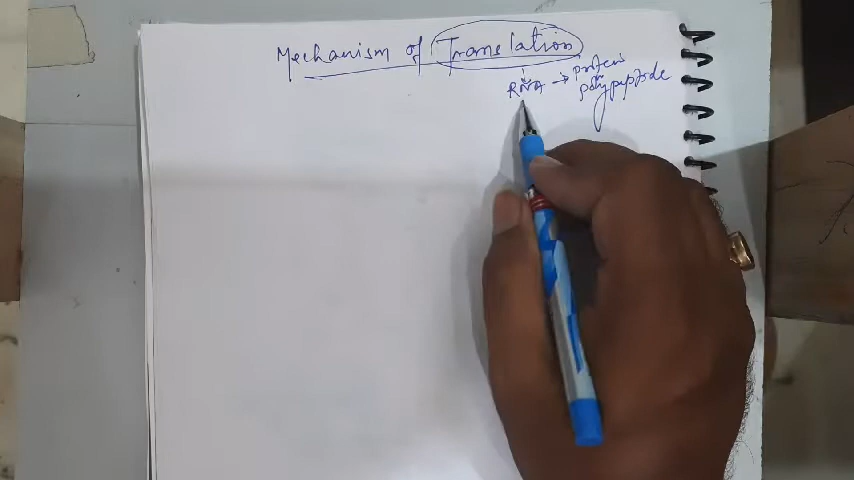 Mechanism of Translation
RNA → protein
polypeptide